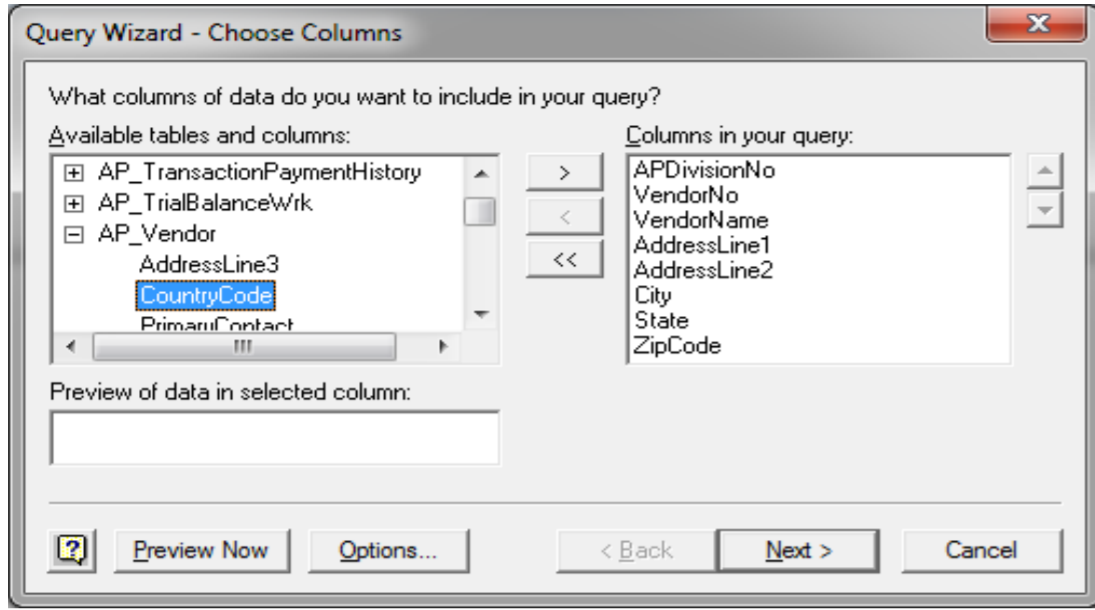 Query Wizard - Choose Columns
What columns of data do you want to include in your query?
Available tables and columns:
AP_TransactionPaymentHistory
AP_TrialBalanceWrk
AP_Vendor
AddressLine3
CountryCode
PrimaryContact
>
<
<<
Columns in your query:
APDivisionNo
VendorNo
VendorName
AddressLine1
AddressLine2
City
State
ZipCode
Preview of data in selected column:
Preview Now
Options...
< Back
Next >
Cancel